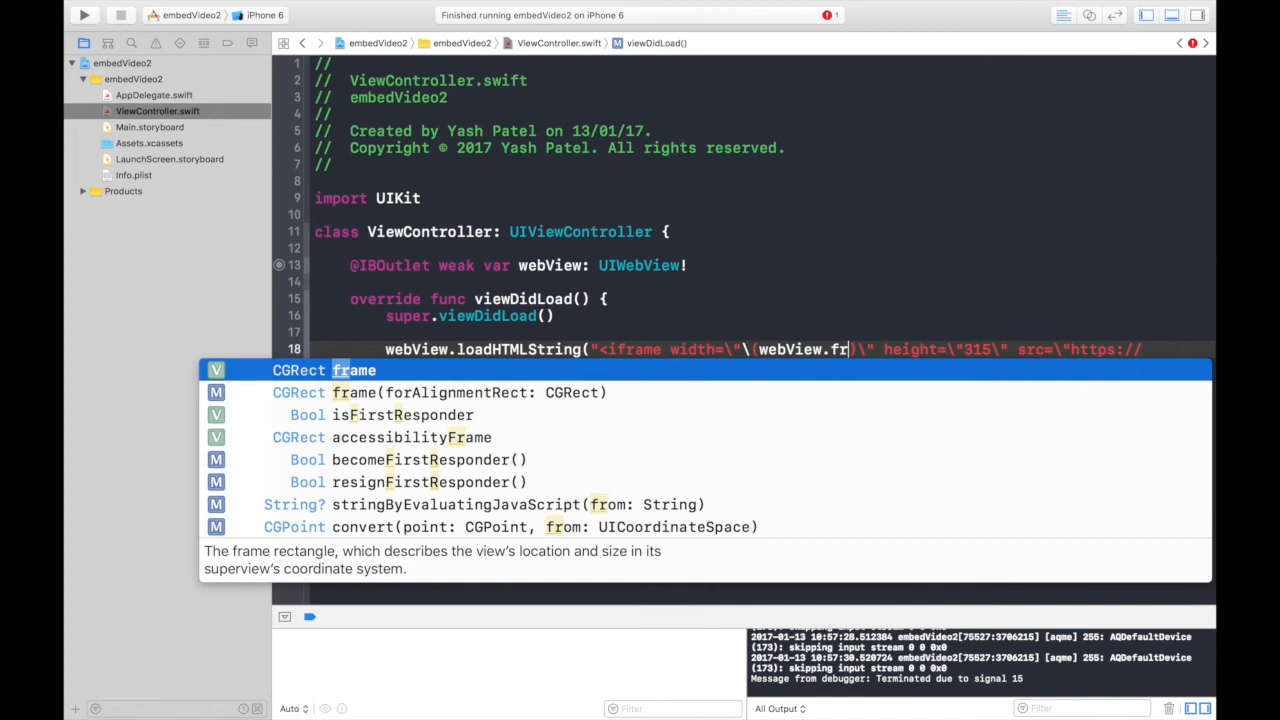 embedVideo2
iPhone 6
Finished running embedVideo2 on iPhone 6
1
embedVideo2
embedVideo2
ViewController.swift
viewDidLoad()
embedVideo2
embedVideo2
AppDelegate.swift
ViewController.swift
Main.storyboard
Assets.xcassets
LaunchScreen.storyboard
Info.plist
Products
1 //
2 // ViewController.swift
3 // embedVideo2
4 //
5 // Created by Yash Patel on 13/01/17.
6 // Copyright © 2017 Yash Patel. All rights reserved.
7 //
8
9 import UIKit
10
11 class ViewController: UIViewController {
12
13 @IBOutlet weak var webView: UIWebView!
14
15 override func viewDidLoad() {
16 super.viewDidLoad()
17
18 webView.loadHTMLString("<iframe width=\"\(webView.fr)\" height=\"315\" src=\"https://
V CGRect frame
M CGRect frame(forAlignmentRect: CGRect)
V Bool isFirstResponder
V CGRect accessibilityFrame
M Bool becomeFirstResponder()
M Bool resignFirstResponder()
M String? stringByEvaluatingJavaScript(from: String)
M CGPoint convert(point: CGPoint, from: UICoordinateSpace)
The frame rectangle, which describes the view's location and size in its
superview's coordinate system.
(173): skipping input stream 0 0 0x0
2017-01-13 10:57:28.512384 embedVideo2[75527:3706215] [aqme] 255: AQDefaultDevice
(173): skipping input stream 0 0 0x0
2017-01-13 10:57:30.520724 embedVideo2[75527:3706215] [aqme] 255: AQDefaultDevice
(173): skipping input stream 0 0 0x0
Message from debugger: Terminated due to signal 15
Auto
Filter
All Output
Filter